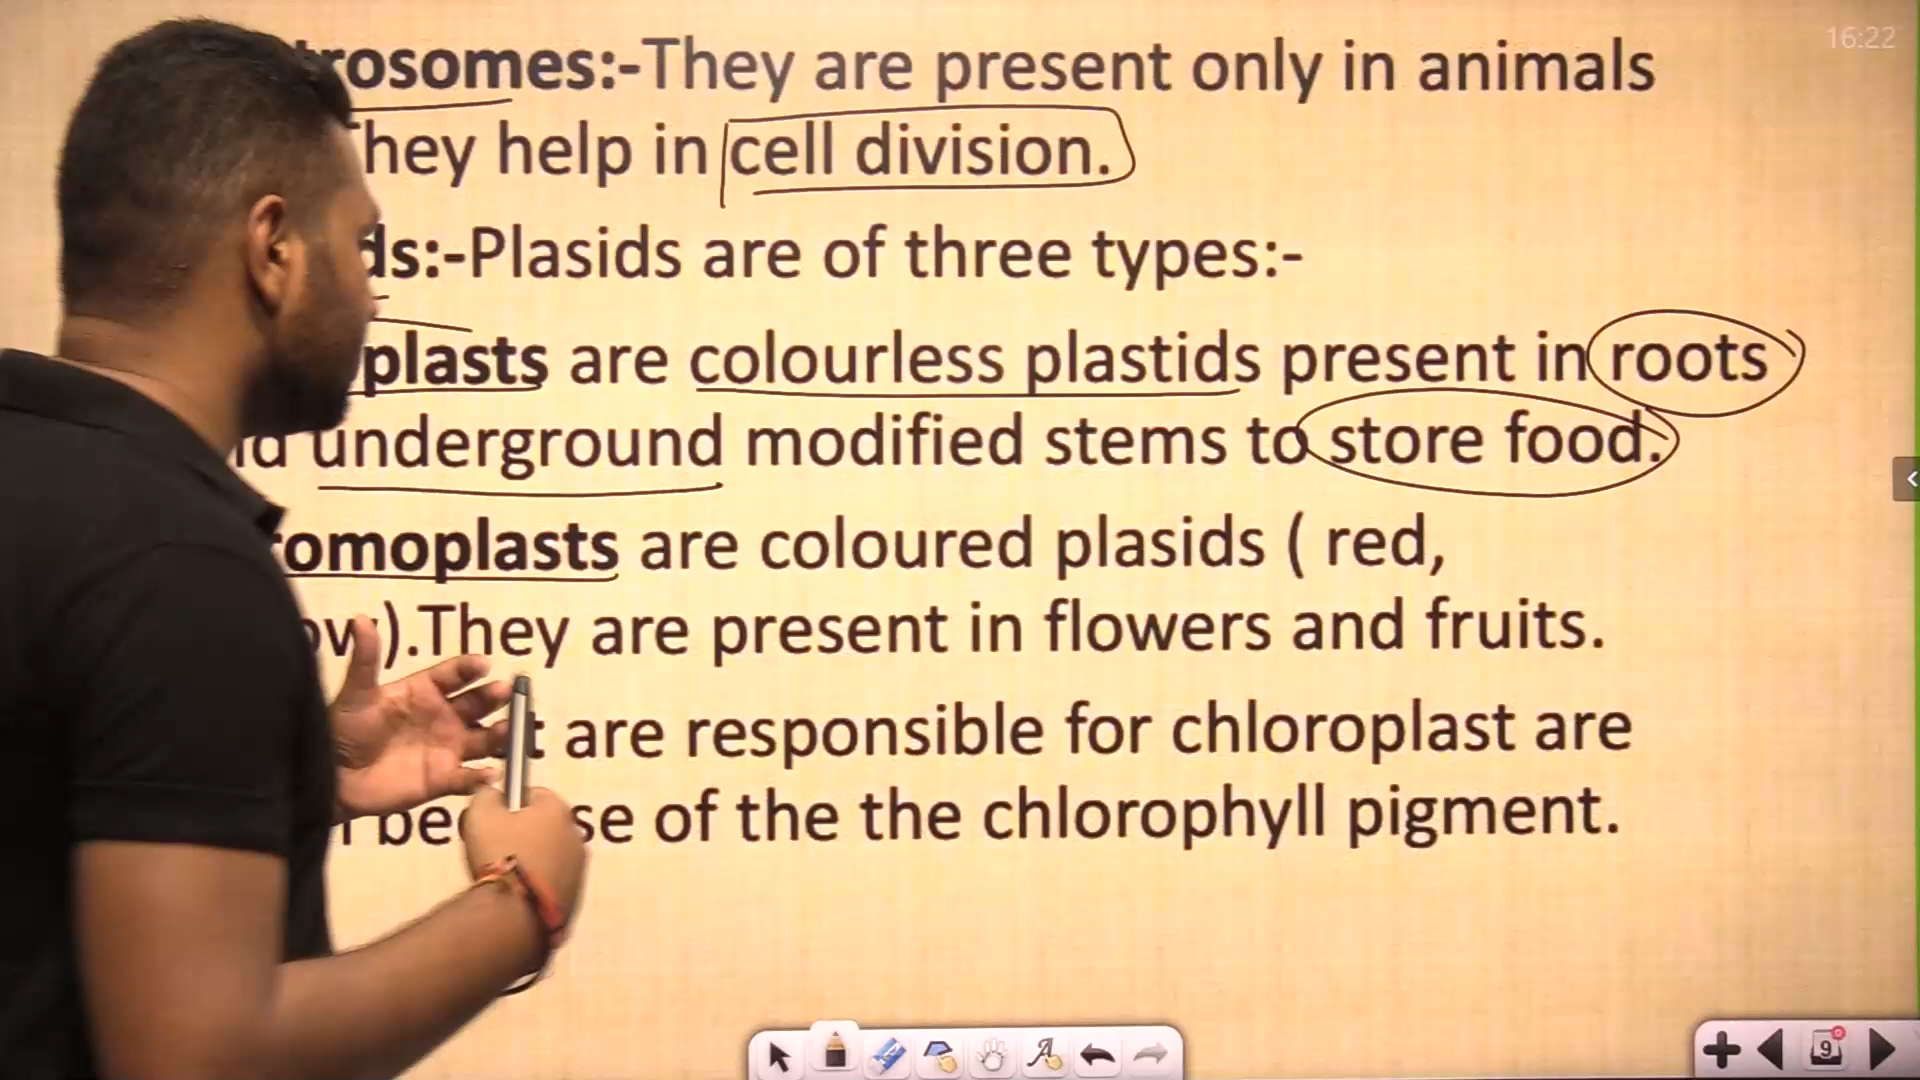 16:22
rosomes:-They are present only in animals
hey help in cell division.
ds:-Plasids are of three types:-
plasts are colourless plastids present in roots
underground modified stems to store food.
omoplasts are coloured plasids ( red,
ow).They are present in flowers and fruits.
t are responsible for chloroplast are
of the the chlorophyll pigment.
9